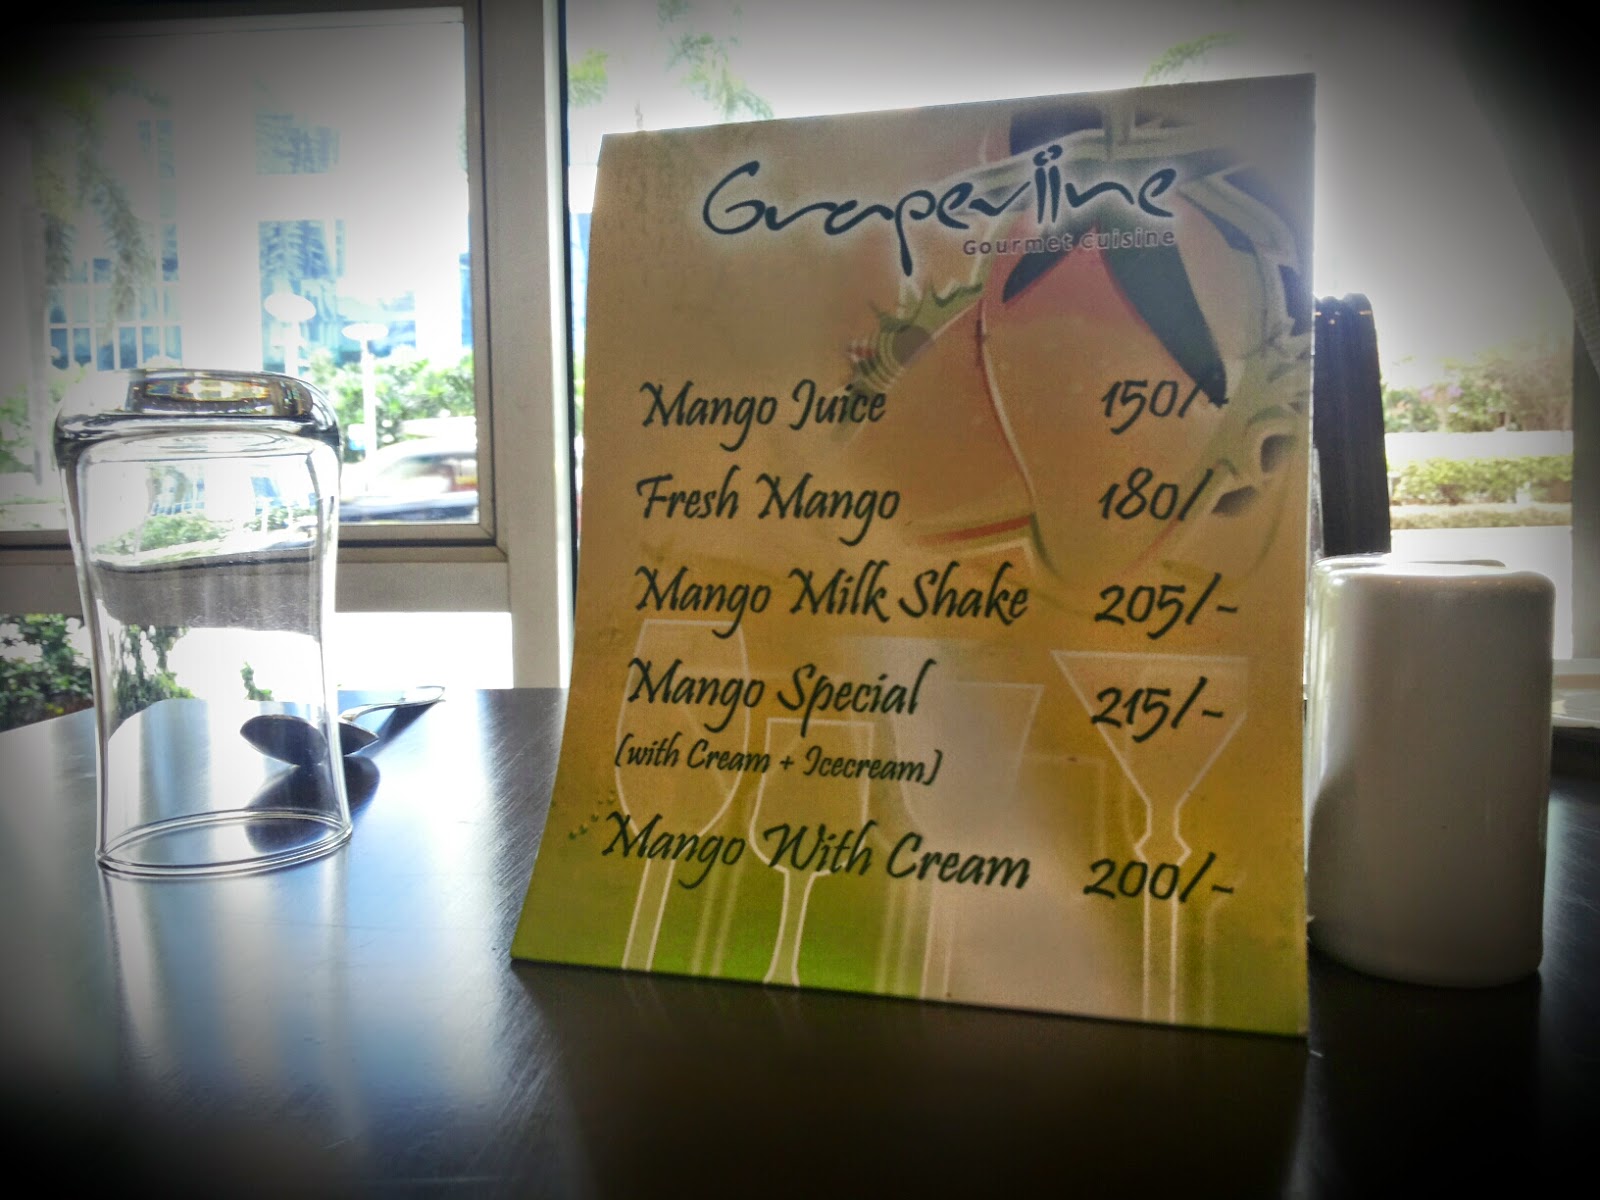 Graperiine
Gourmet Cuisine
Mango Juice 150/-
Fresh Mango 180/-
Mango Milk Shake 205/-
Mango Special 215/-
(with Cream + Icecream)
Mango With Cream 200/-